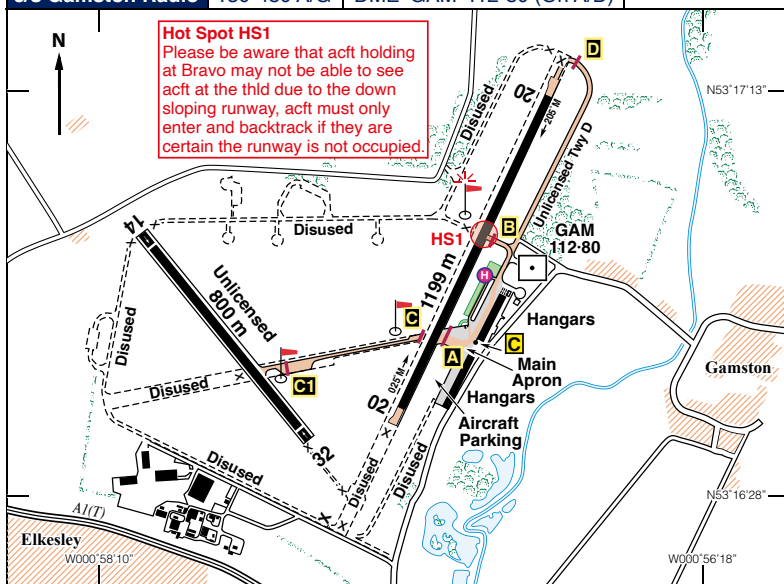 Hot Spot HS1
Please be aware that acft holding
at Bravo may not be able to see
acft at the thld due to the down
sloping runway, acft must only
enter and backtrack if they are
certain the runway is not occupied.
N
D
N53°17'13
20
205°M
Disused
Unlicensed Twy D
Disused
HS1
B
GAM
112·80
H
14
Unlicensed
800 m
1199 m
C
Hangars
Disused
A
C
Main
Apron
Gamston
C1
025°M
Disused
Hangars
02
Aircraft
Parking
32
Disused
Disused
Disused
N53°16'28
A1(T)
Elkesley
W000°58'10
W000°56'18